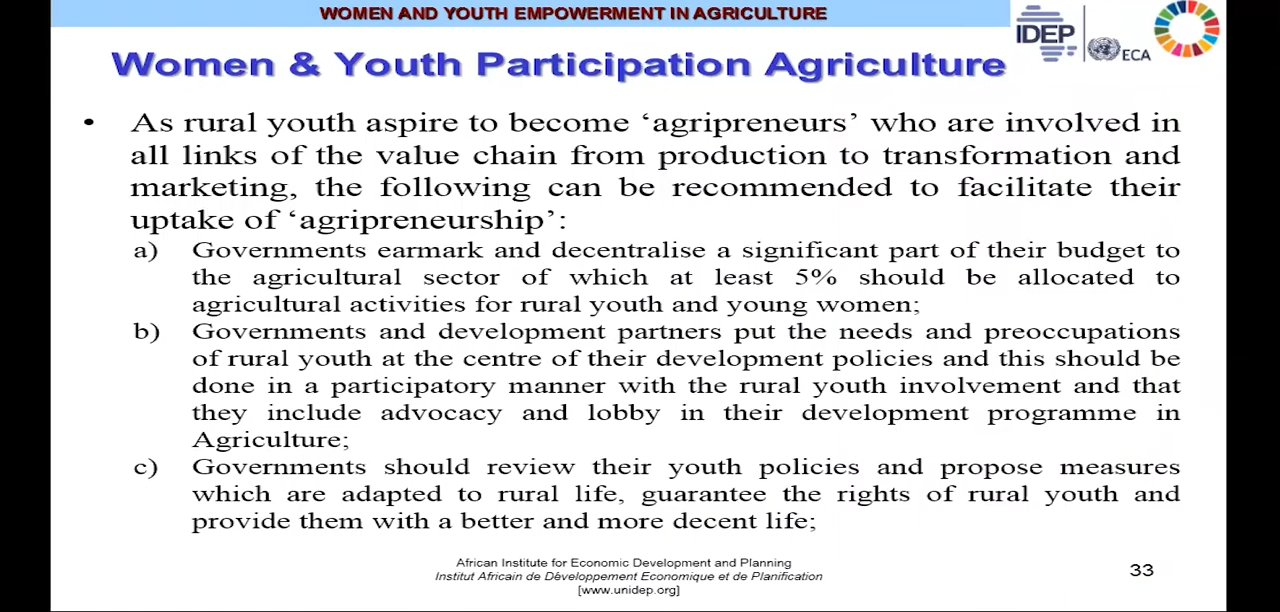 WOMEN AND YOUTH EMPOWERMENT IN AGRICULTURE
IDEP
ECA
Women & Youth Participation Agriculture
• As rural youth aspire to become ‘agripreneurs’ who are involved in
all links of the value chain from production to transformation and
marketing, the following can be recommended to facilitate their
uptake of ‘agripreneurship’:
a) Governments earmark and decentralise a significant part of their budget to
the agricultural sector of which at least 5% should be allocated to
agricultural activities for rural youth and young women;
b) Governments and development partners put the needs and preoccupations
of rural youth at the centre of their development policies and this should be
done in a participatory manner with the rural youth involvement and that
they include advocacy and lobby in their development programme in
Agriculture;
c) Governments should review their youth policies and propose measures
which are adapted to rural life, guarantee the rights of rural youth and
provide them with a better and more decent life;
African Institute for Economic Development and Planning
Institut Africain de Développement Economique et de Planification
[www.unidep.org]
33